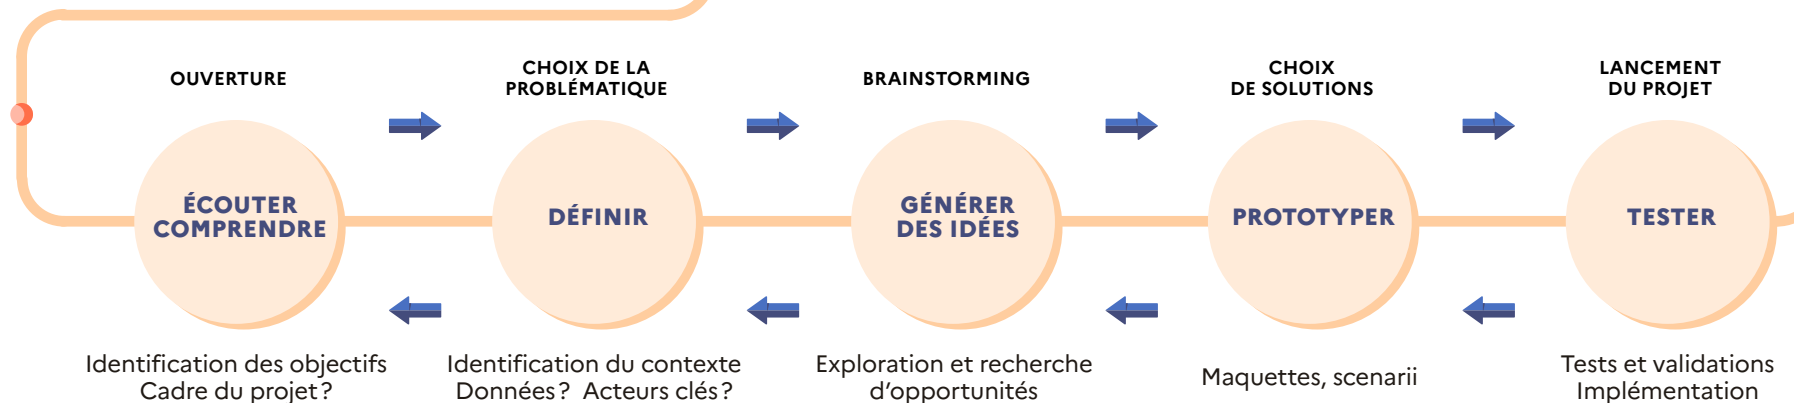 OUVERTURE
ÉCOUTER
COMPRENDRE
Identification des objectifs
Cadre du projet ?
CHOIX DE LA
PROBLÉMATIQUE
DÉFINIR
Identification du contexte
Données ? Acteurs clés ?
BRAINSTORMING
GÉNÉRER
DES IDÉES
Exploration et recherche
d’opportunités
CHOIX
DE SOLUTIONS
PROTOTYPER
Maquettes, scenarii
LANCEMENT
DU PROJET
TESTER
Tests et validations
Implémentation